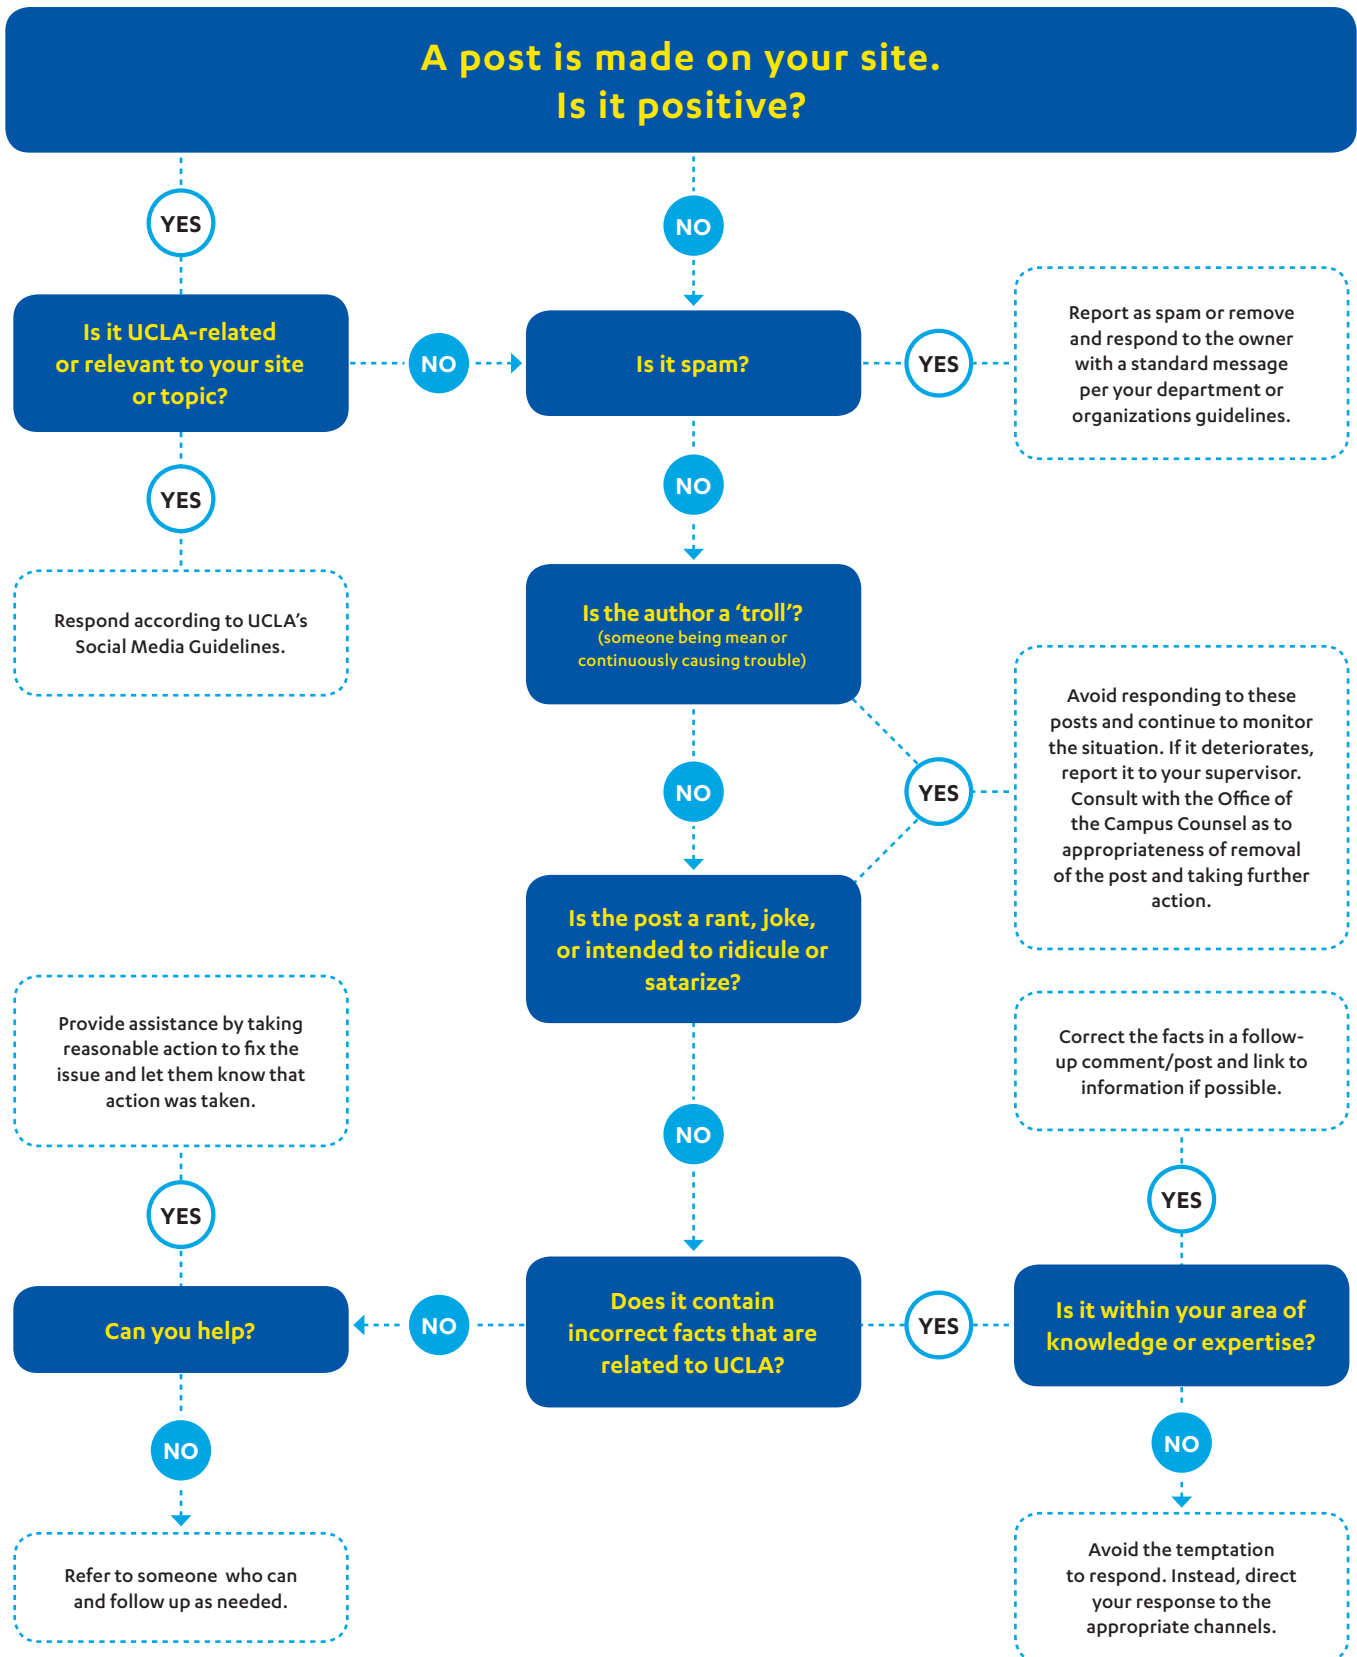 A post is made on your site.
Is it positive?
YES
NO
Is it UCLA-related
or relevant to your site
or topic?
NO
Is it spam?
YES
Report as spam or remove
and respond to the owner
with a standard message
per your department or
organizations guidelines.
YES
NO
Respond according to UCLA's
Social Media Guidelines.
Is the author a ‘troll’?
(someone being mean or
continuously causing trouble)
NO
YES
Avoid responding to these
posts and continue to monitor
the situation. If it deteriorates,
report it to your supervisor.
Consult with the Office of
the Campus Counsel as to
appropriateness of removal
of the post and taking further
action.
Is the post a rant, joke,
or intended to ridicule or
satarize?
NO
Provide assistance by taking
reasonable action to fix the
issue and let them know that
action was taken.
YES
Correct the facts in a follow-
up comment/post and link to
information if possible.
YES
Can you help?
NO
Does it contain
incorrect facts that are
related to UCLA?
YES
Is it within your area of
knowledge or expertise?
NO
NO
Refer to someone who can
and follow up as needed.
Avoid the temptation
to respond. Instead, direct
your response to the
appropriate channels.